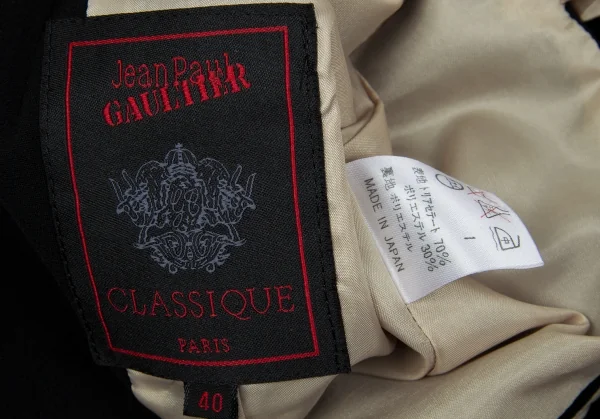 Jean Paul
GAULTIER
CLASSIQUE
PARIS
40
表地 トリアセテート 70%
ポリエステル 30%
裏地 ポリエステル
MADE IN JAPAN